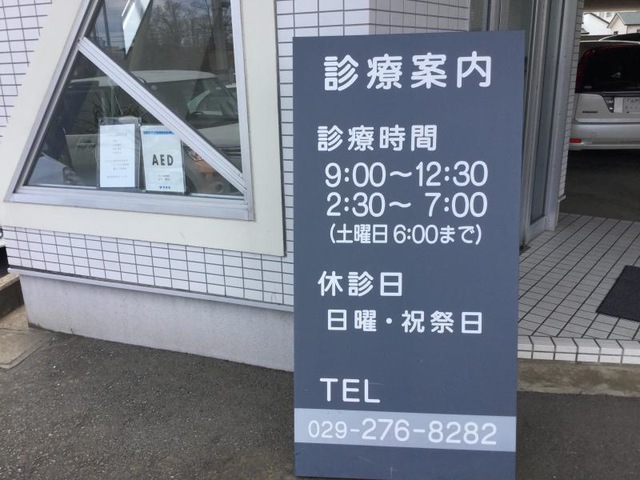 診療案内
診療時間
9:00〜12:30
2:30〜 7:00
(土曜日6:00まで)
休診日
日曜・祝祭日
TEL
029-276-8282
AED